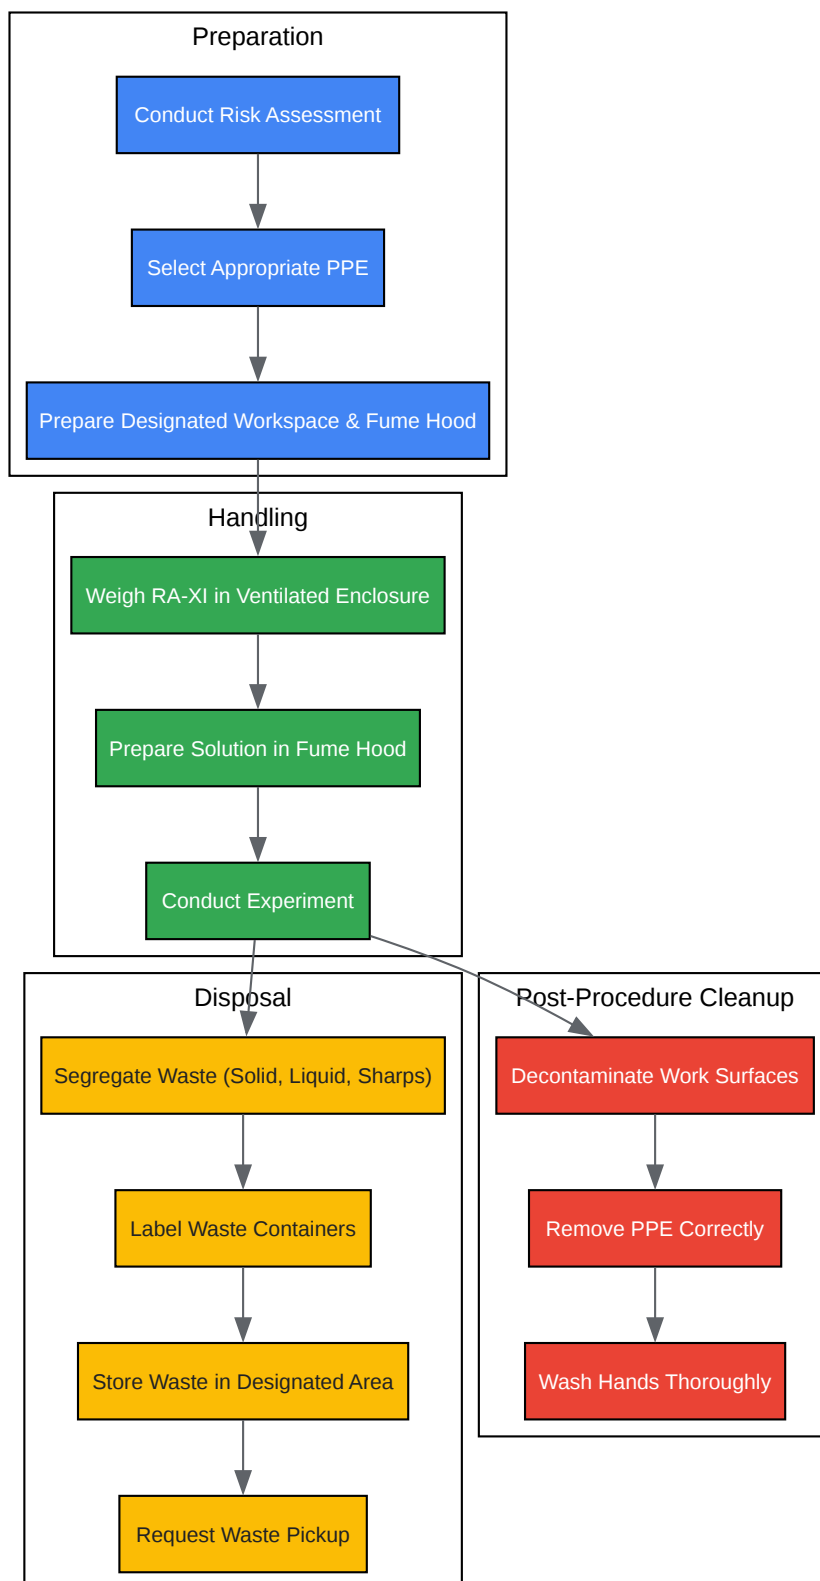 Preparation
Conduct Risk Assessment
Select Appropriate PPE
Prepare Designated Workspace & Fume Hood
Handling
Weigh RA-XI in Ventilated Enclosure
Prepare Solution in Fume Hood
Conduct Experiment
Disposal
Segregate Waste (Solid, Liquid, Sharps)
Label Waste Containers
Store Waste in Designated Area
Request Waste Pickup
Post-Procedure Cleanup
Decontaminate Work Surfaces
Remove PPE Correctly
Wash Hands Thoroughly